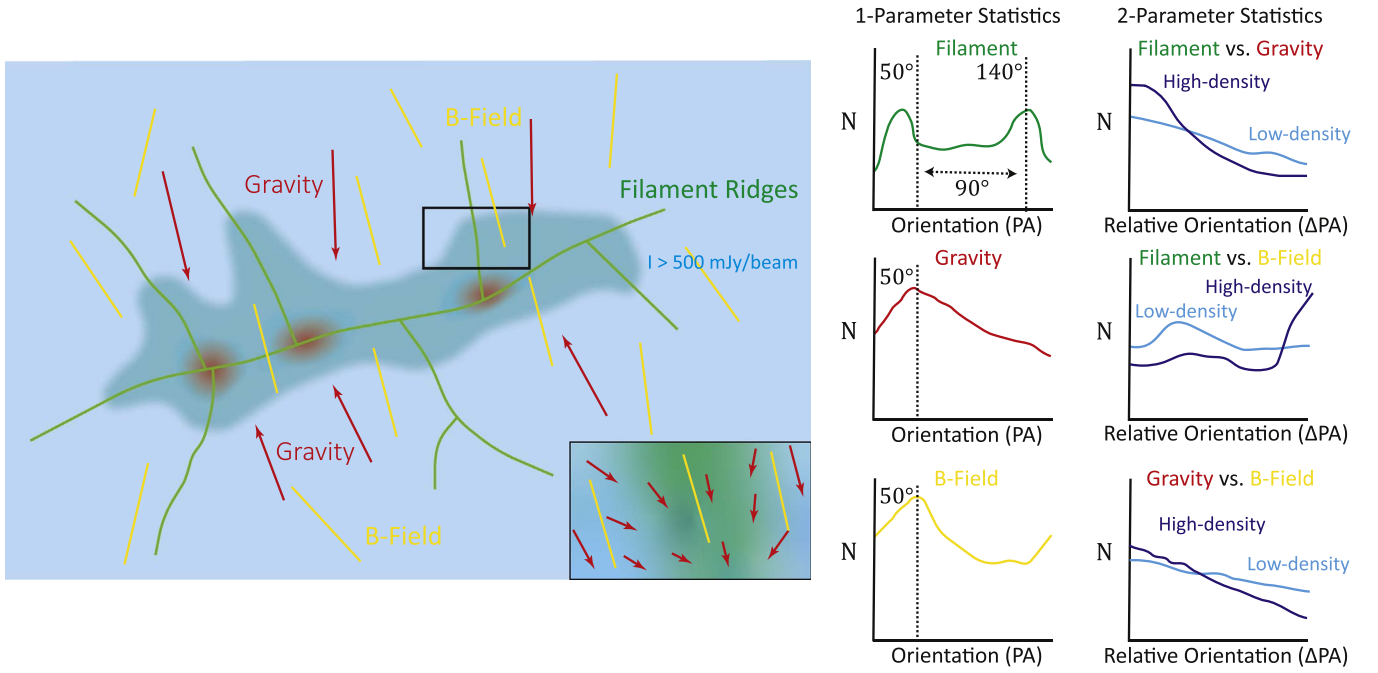 B-Field
Gravity
Filament Ridges
I > 500 mJy/beam
Gravity
B-Field
1-Parameter Statistics
Filament
50°
140°
N
90°
Orientation (PA)
Gravity
50°
N
Orientation (PA)
B-Field
50°
N
Orientation (PA)
2-Parameter Statistics
Filament vs. Gravity
High-density
N
Low-density
Relative Orientation (ΔPA)
Filament vs. B-Field
High-density
Low-density
N
Relative Orientation (ΔPA)
Gravity vs. B-Field
High-density
N
Low-density
Relative Orientation (ΔPA)